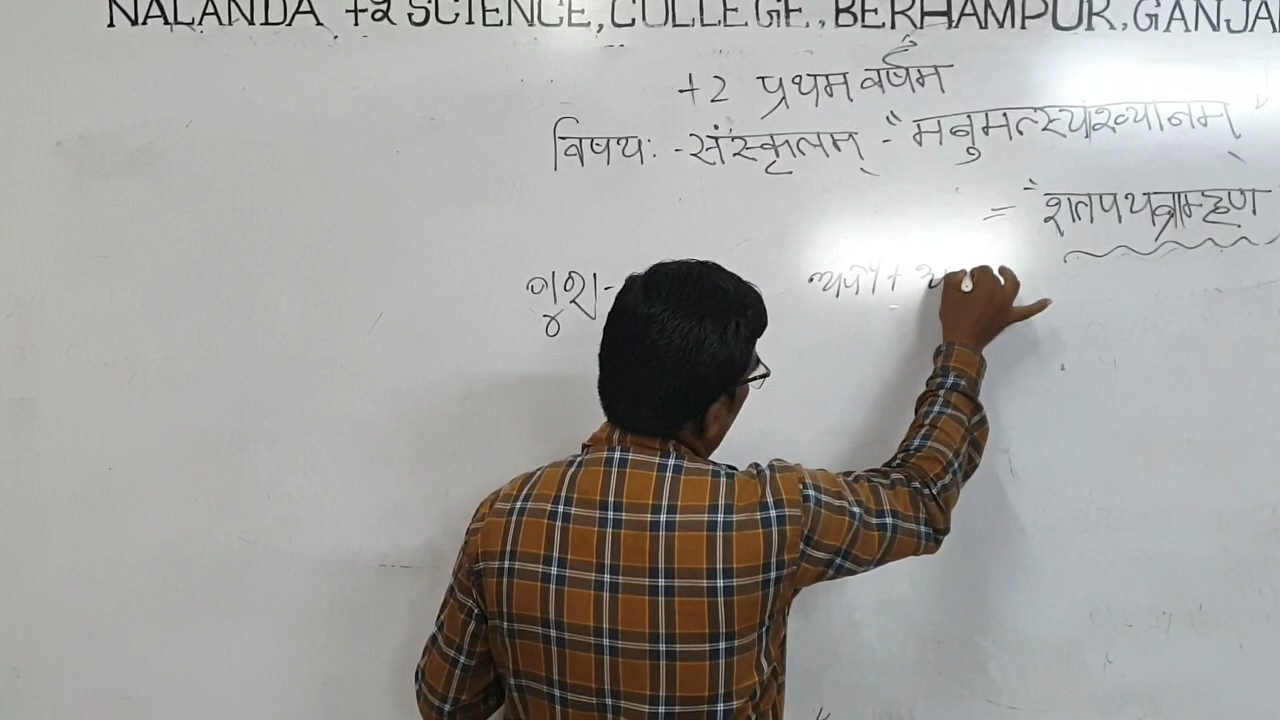 NALANDA +2 SCIENCE, COLLEGE, BERHAMPUR, GANJA
+2 प्रथम वर्षम
विषयः - संस्कृतम् - "मनुमत्स्याख्यानम्"
= "शतपथब्राम्हण